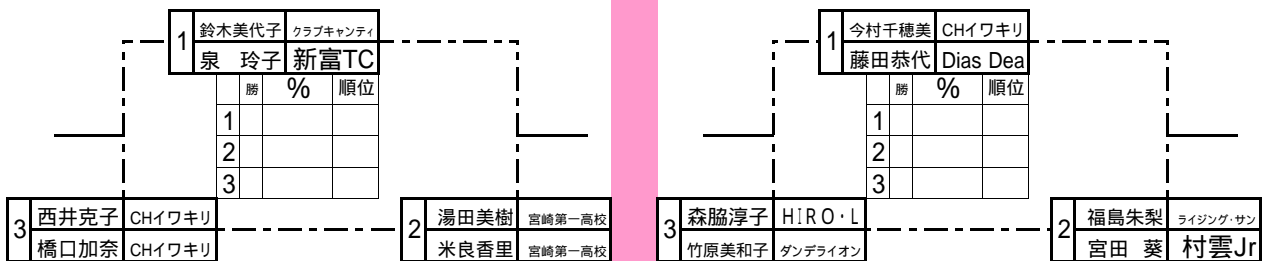 1 鈴木美代子 クラブキャンティ
泉 玲子 新富TC
勝 % 順位
1
2
3
3 西井克子 CHイワキリ
橋口加奈 CHイワキリ
2 湯田美樹 宮崎第一高校
米良香里 宮崎第一高校
1 今村千穂美 CHイワキリ
藤田恭代 Dias Dea
勝 % 順位
1
2
3
3 森脇淳子 HIRO・L
竹原美和子 ダンデライオン
2 福島朱梨 ライジング・サン
宮田 葵 村雲Jr